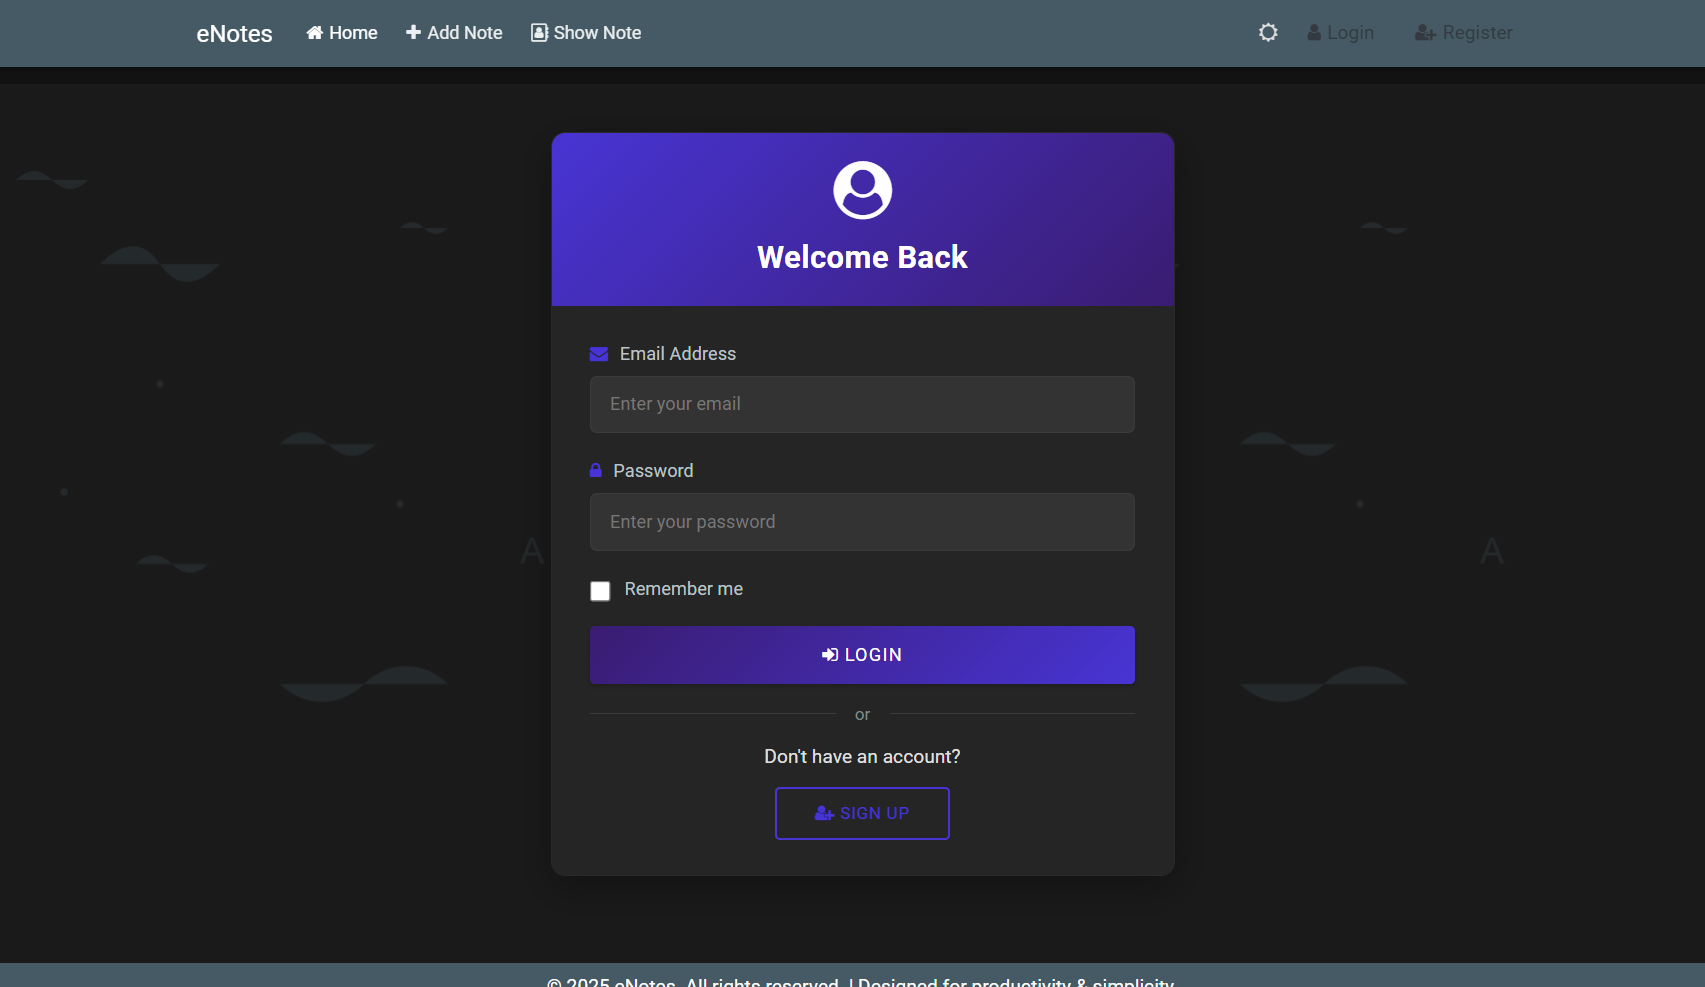 eNotes Home Add Note Show Note Login Register
Welcome Back
Email Address
Enter your email
Password
Enter your password
A A
Remember me
LOGIN
or
Don't have an account?
SIGN UP
© 2025 eNotes. All rights reserved. | Designed for productivity & simplicity